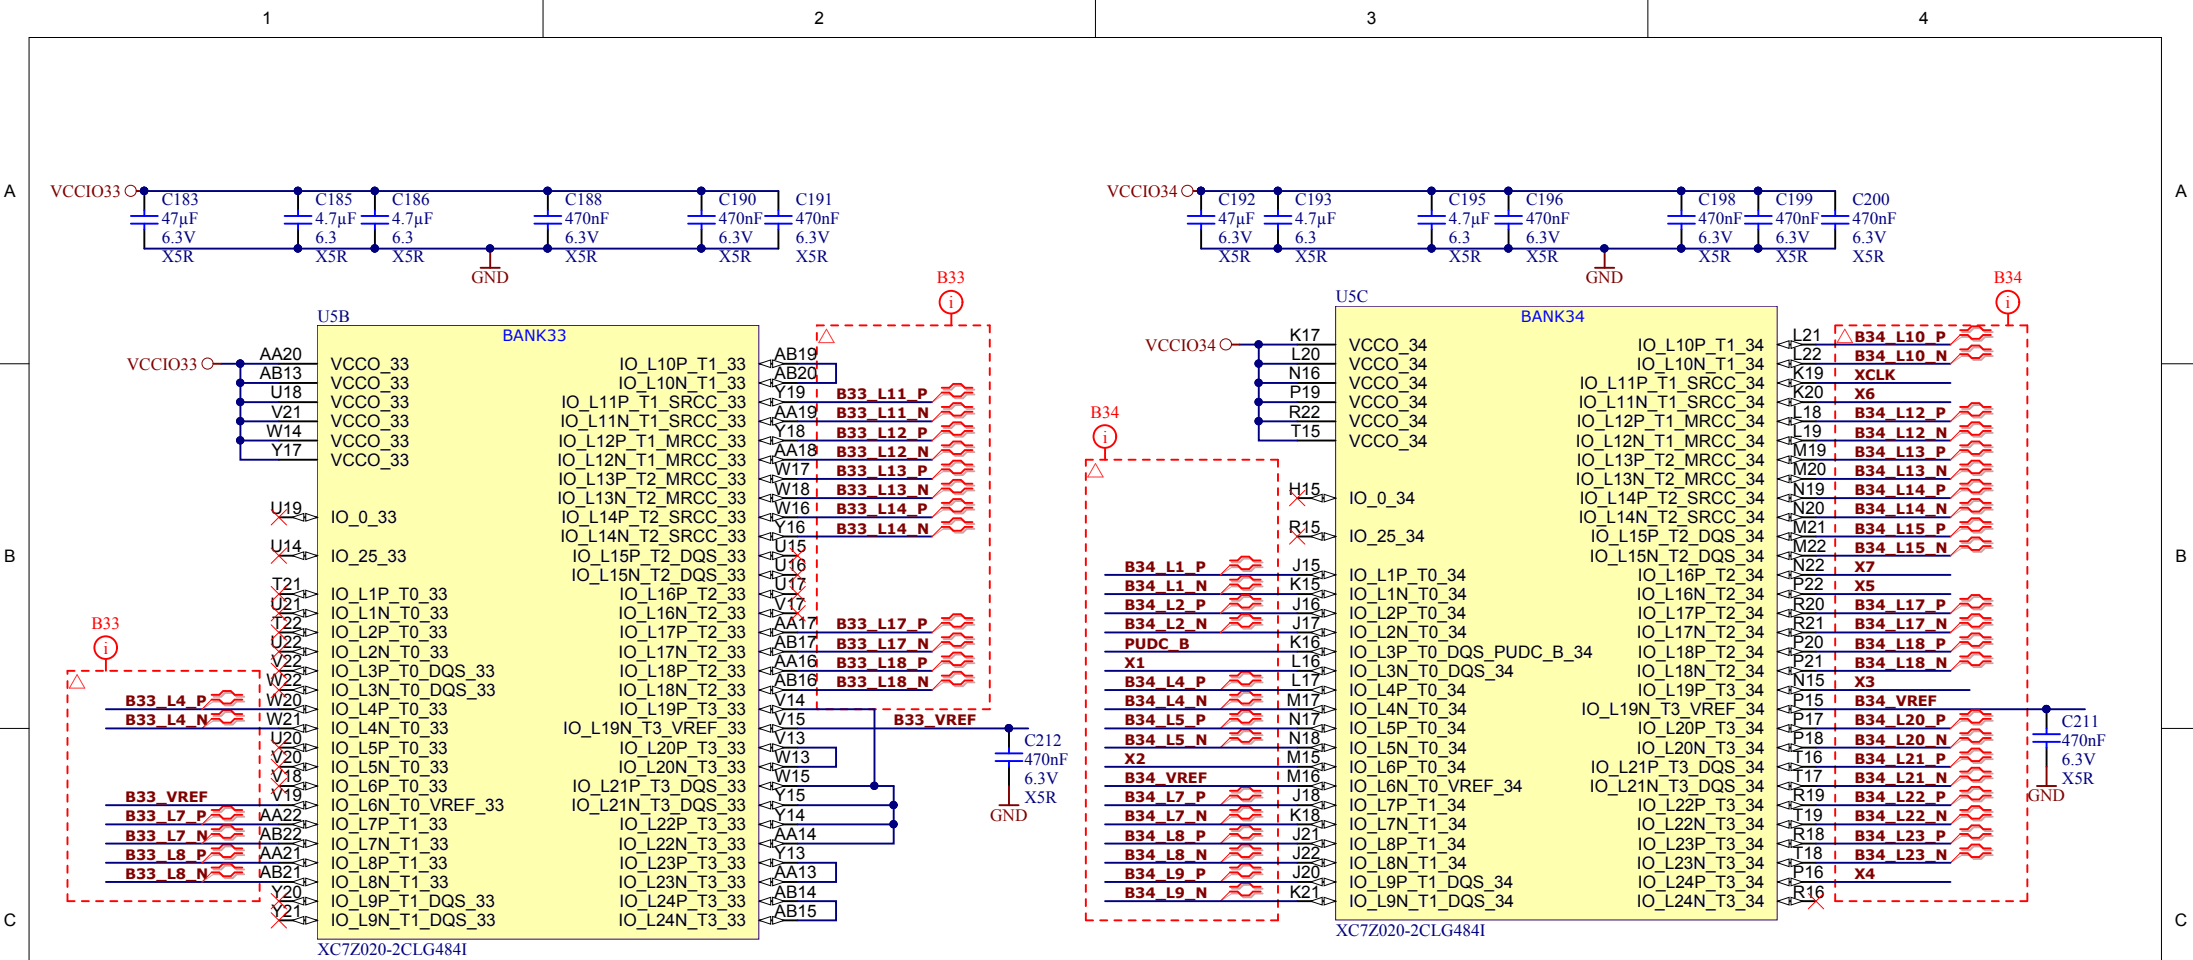 1 2 3 4
A A
B B
C C
VCCIO33
C183
47µF
6.3V
X5R
C185
4.7µF
6.3
X5R
C186
4.7µF
6.3
X5R
C188
470nF
6.3V
X5R
C190
470nF
6.3V
X5R
C191
470nF
6.3V
X5R
GND
B33
i
U5B
BANK33
VCCIO33
AA20 VCCO_33
AB13 VCCO_33
U18 VCCO_33
V21 VCCO_33
W14 VCCO_33
Y17 VCCO_33
U19 IO_0_33
U14 IO_25_33
T21 IO_L1P_T0_33
U21 IO_L1N_T0_33
T22 IO_L2P_T0_33
U22 IO_L2N_T0_33
V22 IO_L3P_T0_DQS_33
W22 IO_L3N_T0_DQS_33
B33
i
B33_L4_P W20 IO_L4P_T0_33
B33_L4_N W21 IO_L4N_T0_33
U20 IO_L5P_T0_33
V20 IO_L5N_T0_33
V18 IO_L6P_T0_33
B33_VREF V19 IO_L6N_T0_VREF_33
B33_L7_P AA22 IO_L7P_T1_33
B33_L7_N AB22 IO_L7N_T1_33
B33_L8_P AA21 IO_L8P_T1_33
B33_L8_N AB21 IO_L8N_T1_33
Y20 IO_L9P_T1_DQS_33
Y21 IO_L9N_T1_DQS_33
IO_L10P_T1_33 AB19
IO_L10N_T1_33 AB20
IO_L11P_T1_SRCC_33 Y19 B33_L11_P
IO_L11N_T1_SRCC_33 AA19 B33_L11_N
IO_L12P_T1_MRCC_33 Y18 B33_L12_P
IO_L12N_T1_MRCC_33 AA18 B33_L12_N
IO_L13P_T2_MRCC_33 W17 B33_L13_P
IO_L13N_T2_MRCC_33 W18 B33_L13_N
IO_L14P_T2_SRCC_33 W16 B33_L14_P
IO_L14N_T2_SRCC_33 Y16 B33_L14_N
IO_L15P_T2_DQS_33 U15
IO_L15N_T2_DQS_33 U16
IO_L16P_T2_33 U17
IO_L16N_T2_33 V17
IO_L17P_T2_33 AA17 B33_L17_P
IO_L17N_T2_33 AB17 B33_L17_N
IO_L18P_T2_33 AA16 B33_L18_P
IO_L18N_T2_33 AB16 B33_L18_N
IO_L19P_T3_33 V14
IO_L19N_T3_VREF_33 V15 B33_VREF
IO_L20P_T3_33 V13
IO_L20N_T3_33 W13
IO_L21P_T3_DQS_33 W15
IO_L21N_T3_DQS_33 Y15
IO_L22P_T3_33 Y14
IO_L22N_T3_33 AA14
IO_L23P_T3_33 Y13
IO_L23N_T3_33 AA13
IO_L24P_T3_33 AB14
IO_L24N_T3_33 AB15
C212
470nF
6.3V
X5R
GND
XC7Z020-2CLG484I
VCCIO34
C192
47µF
6.3V
X5R
C193
4.7µF
6.3
X5R
C195
4.7µF
6.3
X5R
C196
470nF
6.3V
X5R
C198
470nF
6.3V
X5R
C199
470nF
6.3V
X5R
C200
470nF
6.3V
X5R
GND
B34
i
U5C
BANK34
VCCIO34
K17 VCCO_34
L20 VCCO_34
N16 VCCO_34
P19 VCCO_34
R22 VCCO_34
T15 VCCO_34
H15 IO_0_34
R15 IO_25_34
B34
i
B34_L1_P J15 IO_L1P_T0_34
B34_L1_N K15 IO_L1N_T0_34
B34_L2_P J16 IO_L2P_T0_34
B34_L2_N J17 IO_L2N_T0_34
PUDC_B K16 IO_L3P_T0_DQS_PUDC_B_34
X1 L16 IO_L3N_T0_DQS_34
B34_L4_P L17 IO_L4P_T0_34
B34_L4_N M17 IO_L4N_T0_34
B34_L5_P N17 IO_L5P_T0_34
B34_L5_N N18 IO_L5N_T0_34
X2 M15 IO_L6P_T0_34
B34_VREF M16 IO_L6N_T0_VREF_34
B34_L7_P J18 IO_L7P_T1_34
B34_L7_N K18 IO_L7N_T1_34
B34_L8_P J21 IO_L8P_T1_34
B34_L8_N J22 IO_L8N_T1_34
B34_L9_P J20 IO_L9P_T1_DQS_34
B34_L9_N K21 IO_L9N_T1_DQS_34
IO_L10P_T1_34 L21 B34_L10_P
IO_L10N_T1_34 L22 B34_L10_N
IO_L11P_T1_SRCC_34 K19 XCLK
IO_L11N_T1_SRCC_34 K20 X6
IO_L12P_T1_MRCC_34 L18 B34_L12_P
IO_L12N_T1_MRCC_34 L19 B34_L12_N
IO_L13P_T2_MRCC_34 M19 B34_L13_P
IO_L13N_T2_MRCC_34 M20 B34_L13_N
IO_L14P_T2_SRCC_34 N19 B34_L14_P
IO_L14N_T2_SRCC_34 N20 B34_L14_N
IO_L15P_T2_DQS_34 M21 B34_L15_P
IO_L15N_T2_DQS_34 M22 B34_L15_N
IO_L16P_T2_34 N22 X7
IO_L16N_T2_34 P22 X5
IO_L17P_T2_34 R20 B34_L17_P
IO_L17N_T2_34 R21 B34_L17_N
IO_L18P_T2_34 P20 B34_L18_P
IO_L18N_T2_34 P21 B34_L18_N
IO_L19P_T3_34 N15 X3
IO_L19N_T3_VREF_34 P15 B34_VREF
IO_L20P_T3_34 P17 B34_L20_P
IO_L20N_T3_34 P18 B34_L20_N
IO_L21P_T3_DQS_34 T16 B34_L21_P
IO_L21N_T3_DQS_34 T17 B34_L21_N
IO_L22P_T3_34 R19 B34_L22_P
IO_L22N_T3_34 T19 B34_L22_N
IO_L23P_T3_34 R18 B34_L23_P
IO_L23N_T3_34 T18 B34_L23_N
IO_L24P_T3_34 P16 X4
IO_L24N_T3_34 R16
C211
470nF
6.3V
X5R
GND
XC7Z020-2CLG484I